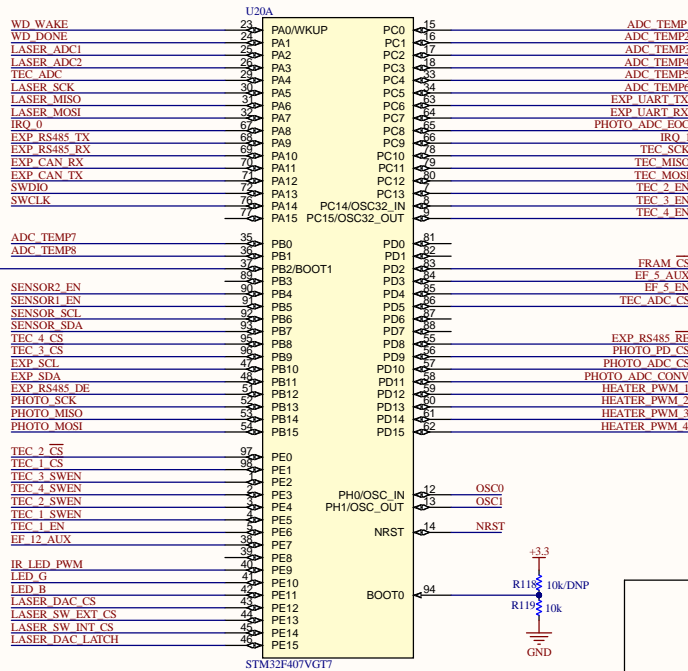 U20A
WD_WAKE 23 PA0/WKUP PC0 15 ADC_TEMP
WD_DONE 24 PA1 PC1 16 ADC_TEMP2
LASER_ADC1 25 PA2 PC2 17 ADC_TEMP3
LASER_ADC2 26 PA3 PC3 18 ADC_TEMP4
TEC_ADC 29 PA4 PC4 33 ADC_TEMP5
LASER_SCK 30 PA5 PC5 34 ADC_TEMP6
LASER_MISO 31 PA6 PC6 63 EXP_UART_TX
LASER_MOSI 32 PA7 PC7 64 EXP_UART_RX
IRQ_0 67 PA8 PC8 65 PHOTO_ADC_EOC
EXP_RS485_TX 68 PA9 PC9 66 IRQ_1
EXP_RS485_RX 69 PA10 PC10 78 TEC_SCK
EXP_CAN_RX 70 PA11 PC11 79 TEC_MISO
EXP_CAN_TX 71 PA12 PC12 80 TEC_MOSI
SWDIO 72 PA13 PC13 7 TEC_2_EN
SWCLK 76 PA14 PC14/OSC32_IN 8 TEC_3_EN
77 PA15 PC15/OSC32_OUT 9 TEC_4_EN
ADC_TEMP7 35 PB0 PD0 81
ADC_TEMP8 36 PB1 PD1 82
37 PB2/BOOT1 PD2 83 FRAM_CS
89 PB3 PD3 84 EF_5_AUX
SENSOR2_EN 90 PB4 PD4 85 EF_5_EN
SENSOR1_EN 91 PB5 PD5 86 TEC_ADC_CS
SENSOR_SCL 92 PB6 PD6 87
SENSOR_SDA 93 PB7 PD7 88
TEC_4_CS 95 PB8 PD8 55 EXP_RS485_RE
TEC_3_CS 96 PB9 PD9 56 PHOTO_PD_CS
EXP_SCL 47 PB10 PD10 57 PHOTO_ADC_CS
EXP_SDA 48 PB11 PD11 58 PHOTO_ADC_CONV
EXP_RS485_DE 51 PB12 PD12 59 HEATER_PWM_1
PHOTO_SCK 52 PB13 PD13 60 HEATER_PWM_2
PHOTO_MISO 53 PB14 PD14 61 HEATER_PWM_3
PHOTO_MOSI 54 PB15 PD15 62 HEATER_PWM_4
TEC_2_CS 97 PE0
TEC_1_CS 98 PE1
TEC_3_SWEN 1 PE2
TEC_4_SWEN 2 PE3 PH0/OSC_IN 12 OSC0
TEC_2_SWEN 3 PE4 PH1/OSC_OUT 13 OSC1
TEC_1_SWEN 4 PE5
TEC_1_EN 5 PE6 NRST 14 NRST
EF_12_AUX 38 PE7
39 PE8
IR_LED_PWM 40 PE9
LED_G 41 PE10
LED_B 42 PE11 BOOT0 94
LASER_DAC_CS 43 PE12
LASER_SW_EXT_CS 44 PE13
LASER_SW_INT_CS 45 PE14
LASER_DAC_LATCH 46 PE15
+3.3
R118 10k/DNP
R119 10k
GND
STM32F407VGT7